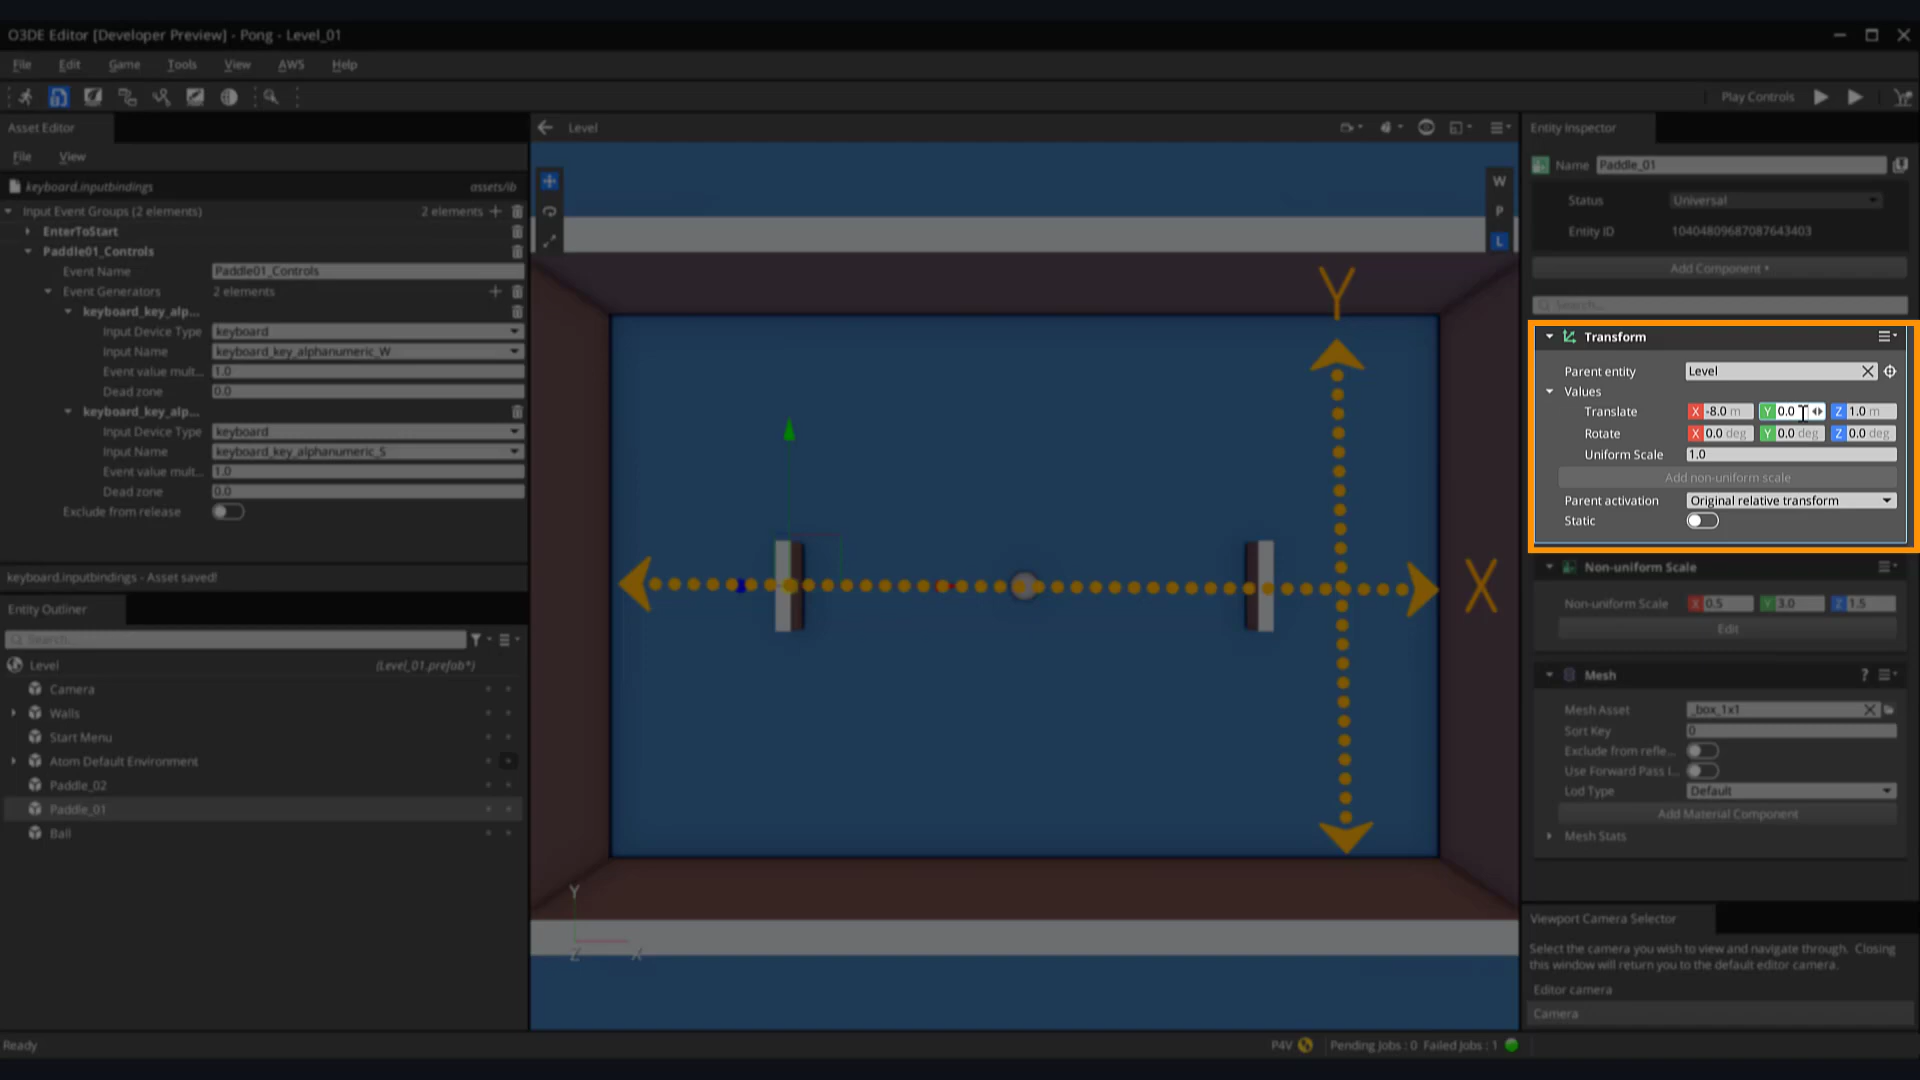 O3DE Editor [Developer Preview] - Pong - Level_01
File Edit Game Tools View AWS Help
Play Controls
Asset Editor
File View
keyboard.inputbindings assets/ib
Input Event Groups (2 elements) 2 elements
EnterToStart
Paddle01_Controls
Event Name Paddle01_Controls
Event Generators 2 elements
keyboard_key_alp...
Input Device Type keyboard
Input Name keyboard_key_alphanumeric_W
Event value mult... 1.0
Dead zone 0.0
keyboard_key_alp...
Input Device Type keyboard
Input Name keyboard_key_alphanumeric_S
Event value mult... 1.0
Dead zone 0.0
Exclude from release
keyboard.inputbindings - Asset saved!
Entity Outliner
Search...
Level (Level_01.prefab*)
Camera
Walls
Start Menu
Atom Default Environment
Paddle_02
Paddle_01
Ball
Level
W
P
L
Y
X
Y
Z X
Entity Inspector
Name Paddle_01
Status Universal
Entity ID 10404809687087643403
Add Component
Search...
Transform
Parent entity Level
Values
Translate X -8.0 m Y 0.0 Z 1.0 m
Rotate X 0.0 deg Y 0.0 deg Z 0.0 deg
Uniform Scale 1.0
Add non-uniform scale
Parent activation Original relative transform
Static
Non-uniform Scale
Non-uniform Scale X 0.5 Y 3.0 Z 1.5
Edit
Mesh ?
Mesh Asset _box_1x1
Sort Key 0
Exclude from refle...
Use Forward Pass I...
Lod Type Default
Add Material Component
Mesh Stats
Viewport Camera Selector
Select the camera you wish to view and navigate through. Closing
this window will return you to the default editor camera.
Editor camera
Camera
Ready
P4V Pending Jobs : 0 Failed Jobs : 1